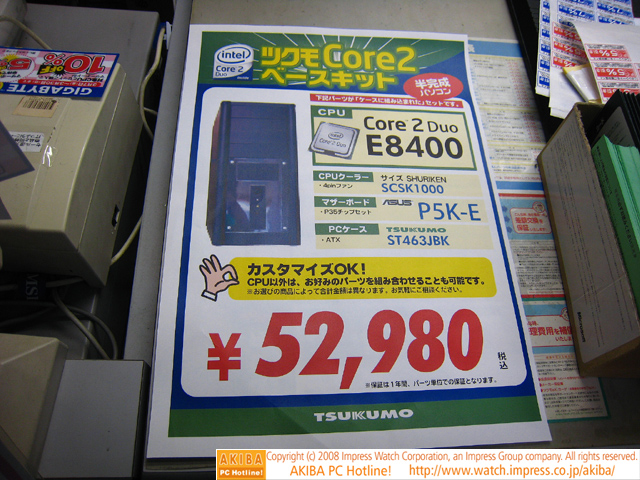 intel
Core 2
Duo
ツクモCore2
ベースキット
半完成
パソコン
下記パーツが「ケースに組み込まれた」セットです。
CPU
Core 2 Duo
E8400
CPUクーラー
・4pinファン
サイズ SHURIKEN
SCSK1000
マザーボード
・P35チップセット
ASUS
P5K-E
PCケース
・ATX
TSUKUMO
ST463JBK
カスタマイズOK!
CPU以外は、お好みのパーツを組み合わせることも可能です。
※お選びの商品によって合計金額は異なります。お気軽にご相談ください。
¥52,980
税込
※保証は1年間、パーツ単位での保証となります。
TSUKUMO
10%
OFF
GIGABYTE
MSI
AKIBA
PC Hotline!
Copyright (c) 2008 Impress Watch Corporation, an Impress Group company. All rights reserved.
AKIBA PC Hotline! http://www.watch.impress.co.jp/akiba/